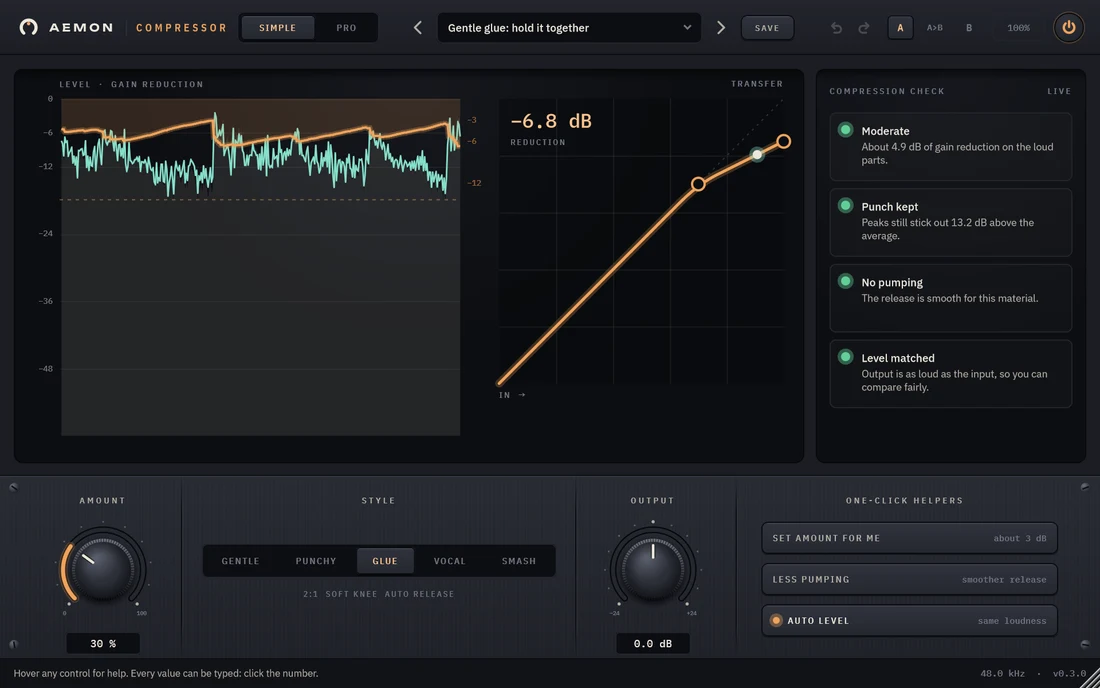 AEMON COMPRESSOR SIMPLE PRO Gentle glue: hold it together SAVE A A>B B 100%
LEVEL · GAIN REDUCTION
TRANSFER
0
−6
−12
−24
−36
−48
−3
−6
−12
−6.8 dB
REDUCTION
IN →
COMPRESSION CHECK LIVE
Moderate
About 4.9 dB of gain reduction on the loud
parts.
Punch kept
Peaks still stick out 13.2 dB above the
average.
No pumping
The release is smooth for this material.
Level matched
Output is as loud as the input, so you can
compare fairly.
AMOUNT
0 100
30 %
STYLE
GENTLE PUNCHY GLUE VOCAL SMASH
2:1 SOFT KNEE AUTO RELEASE
OUTPUT
−24 +24
0.0 dB
ONE-CLICK HELPERS
SET AMOUNT FOR ME about 3 dB
LESS PUMPING smoother release
AUTO LEVEL same loudness
Hover any control for help. Every value can be typed: click the number.
48.0 kHz · v0.3.0